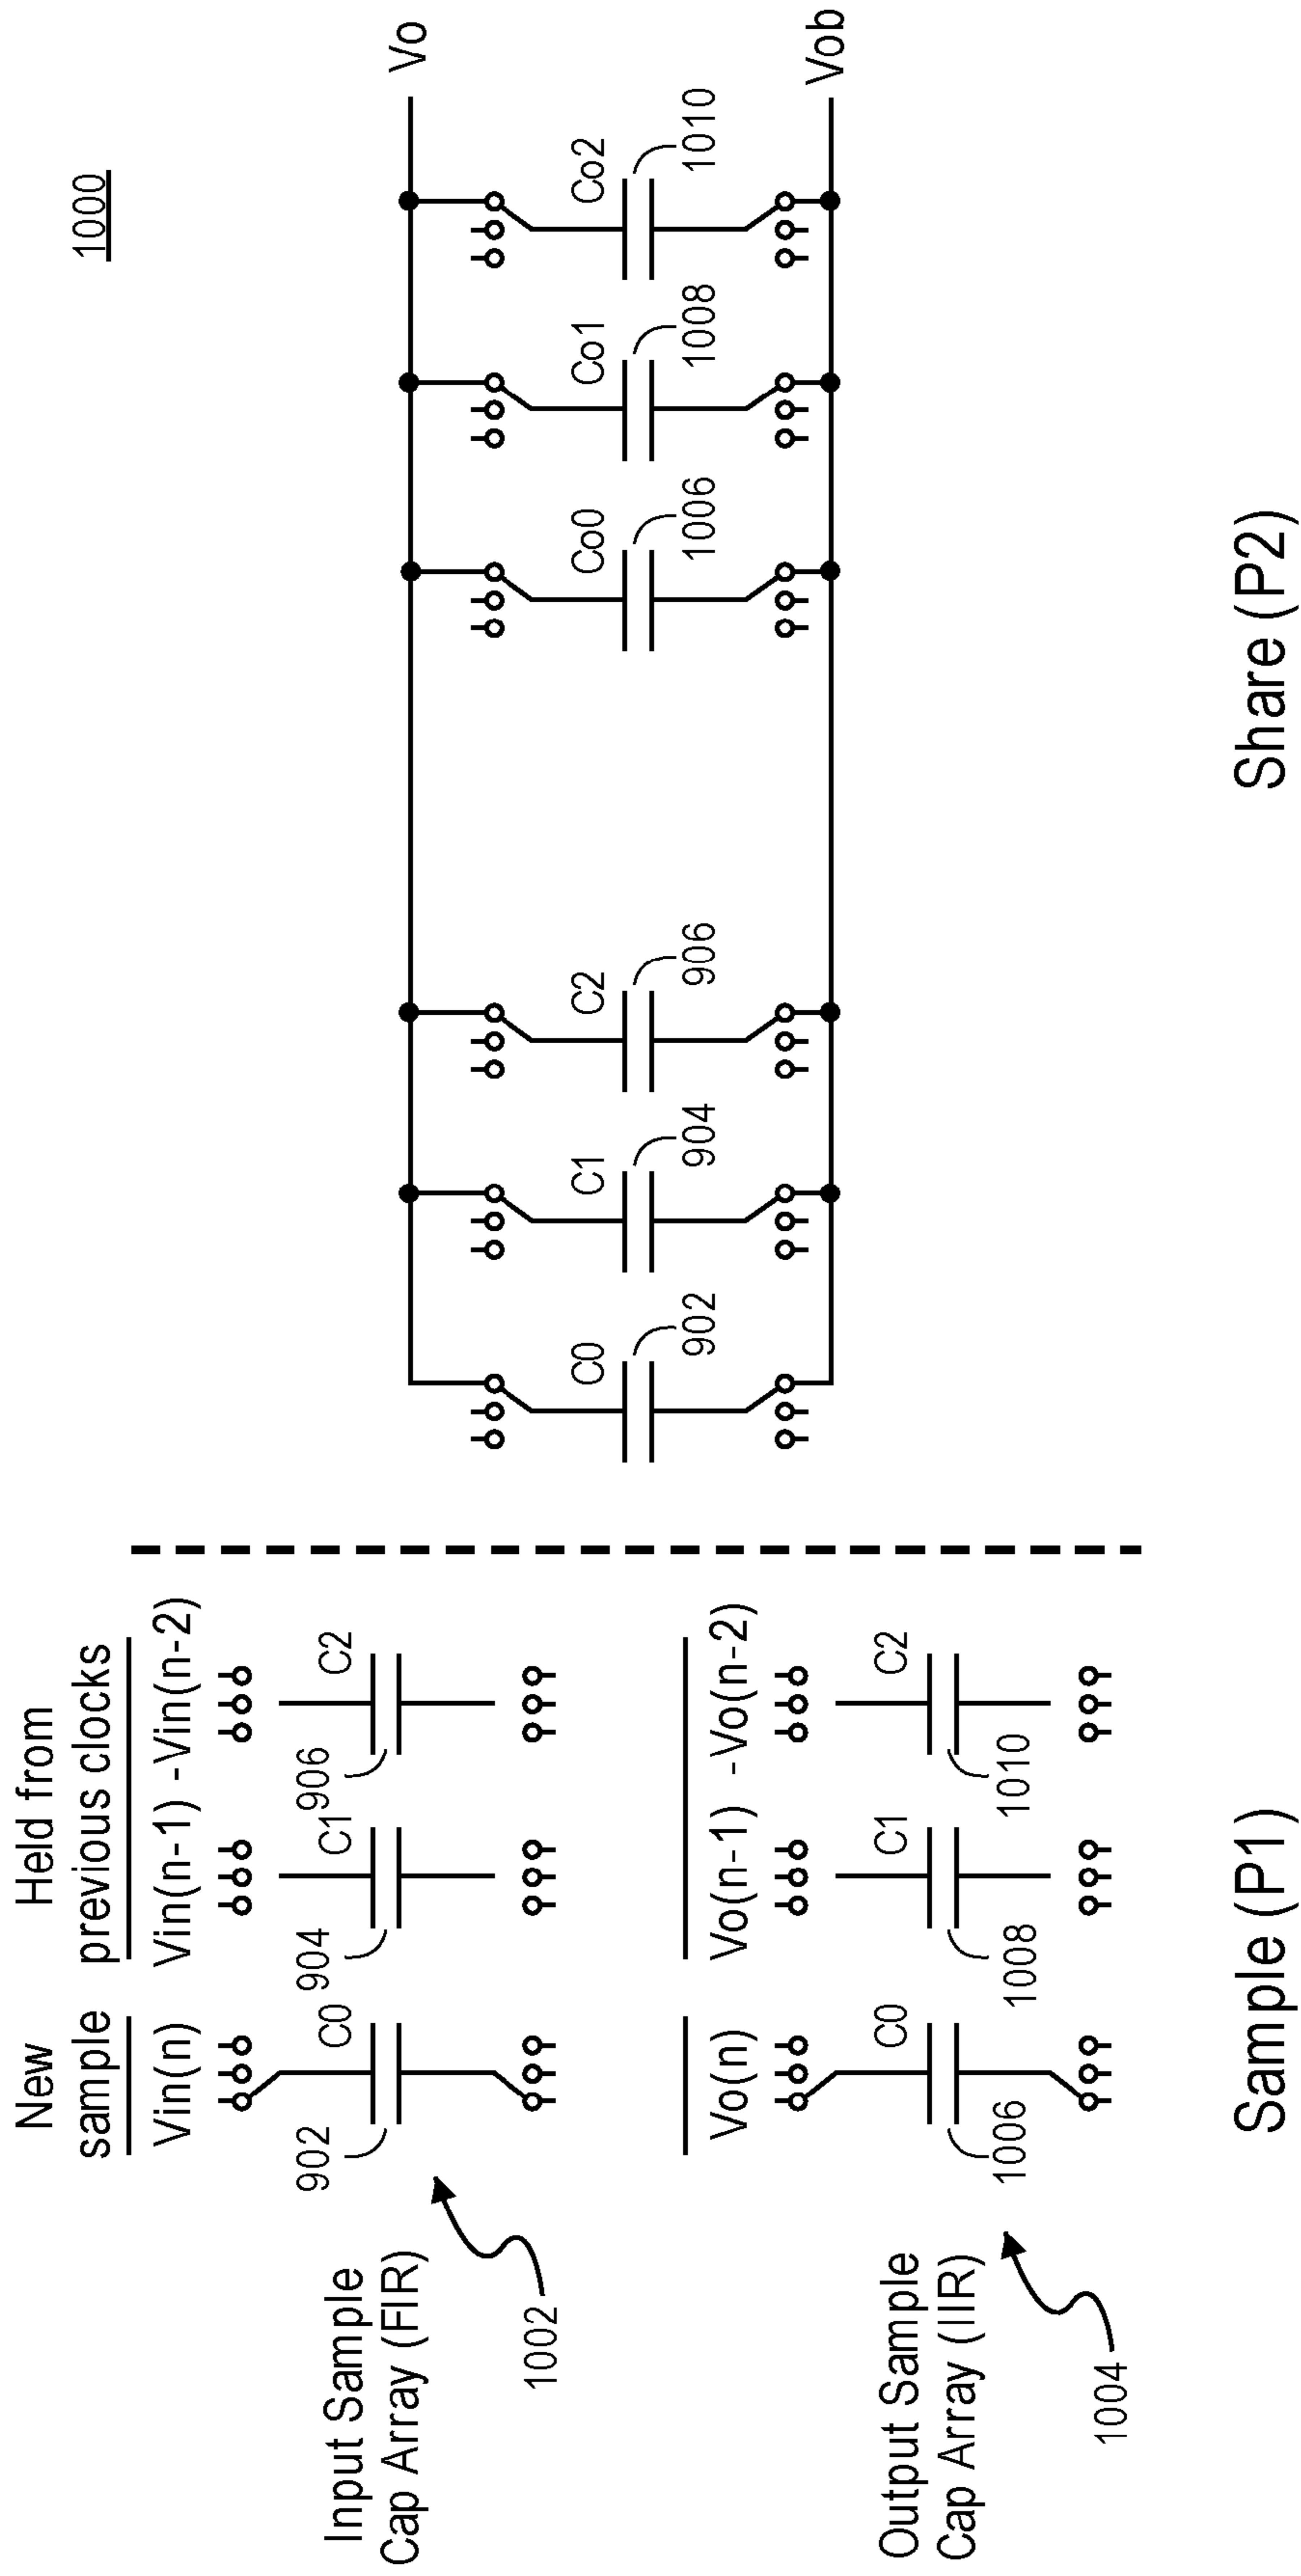 1000
New
sample
Held from
previous clocks
Vin(n)
Vin(n-1)
-Vin(n-2)
902
C0
904
C1
906
C2
Input Sample
Cap Array (FIR)
1002
Vo(n)
Vo(n-1)
-Vo(n-2)
C0
1006
C1
1008
C2
1010
Output Sample
Cap Array (IIR)
1004
Sample (P1)
Vo
C0
902
C1
904
C2
906
Co0
1006
Co1
1008
Co2
1010
Vob
Share (P2)